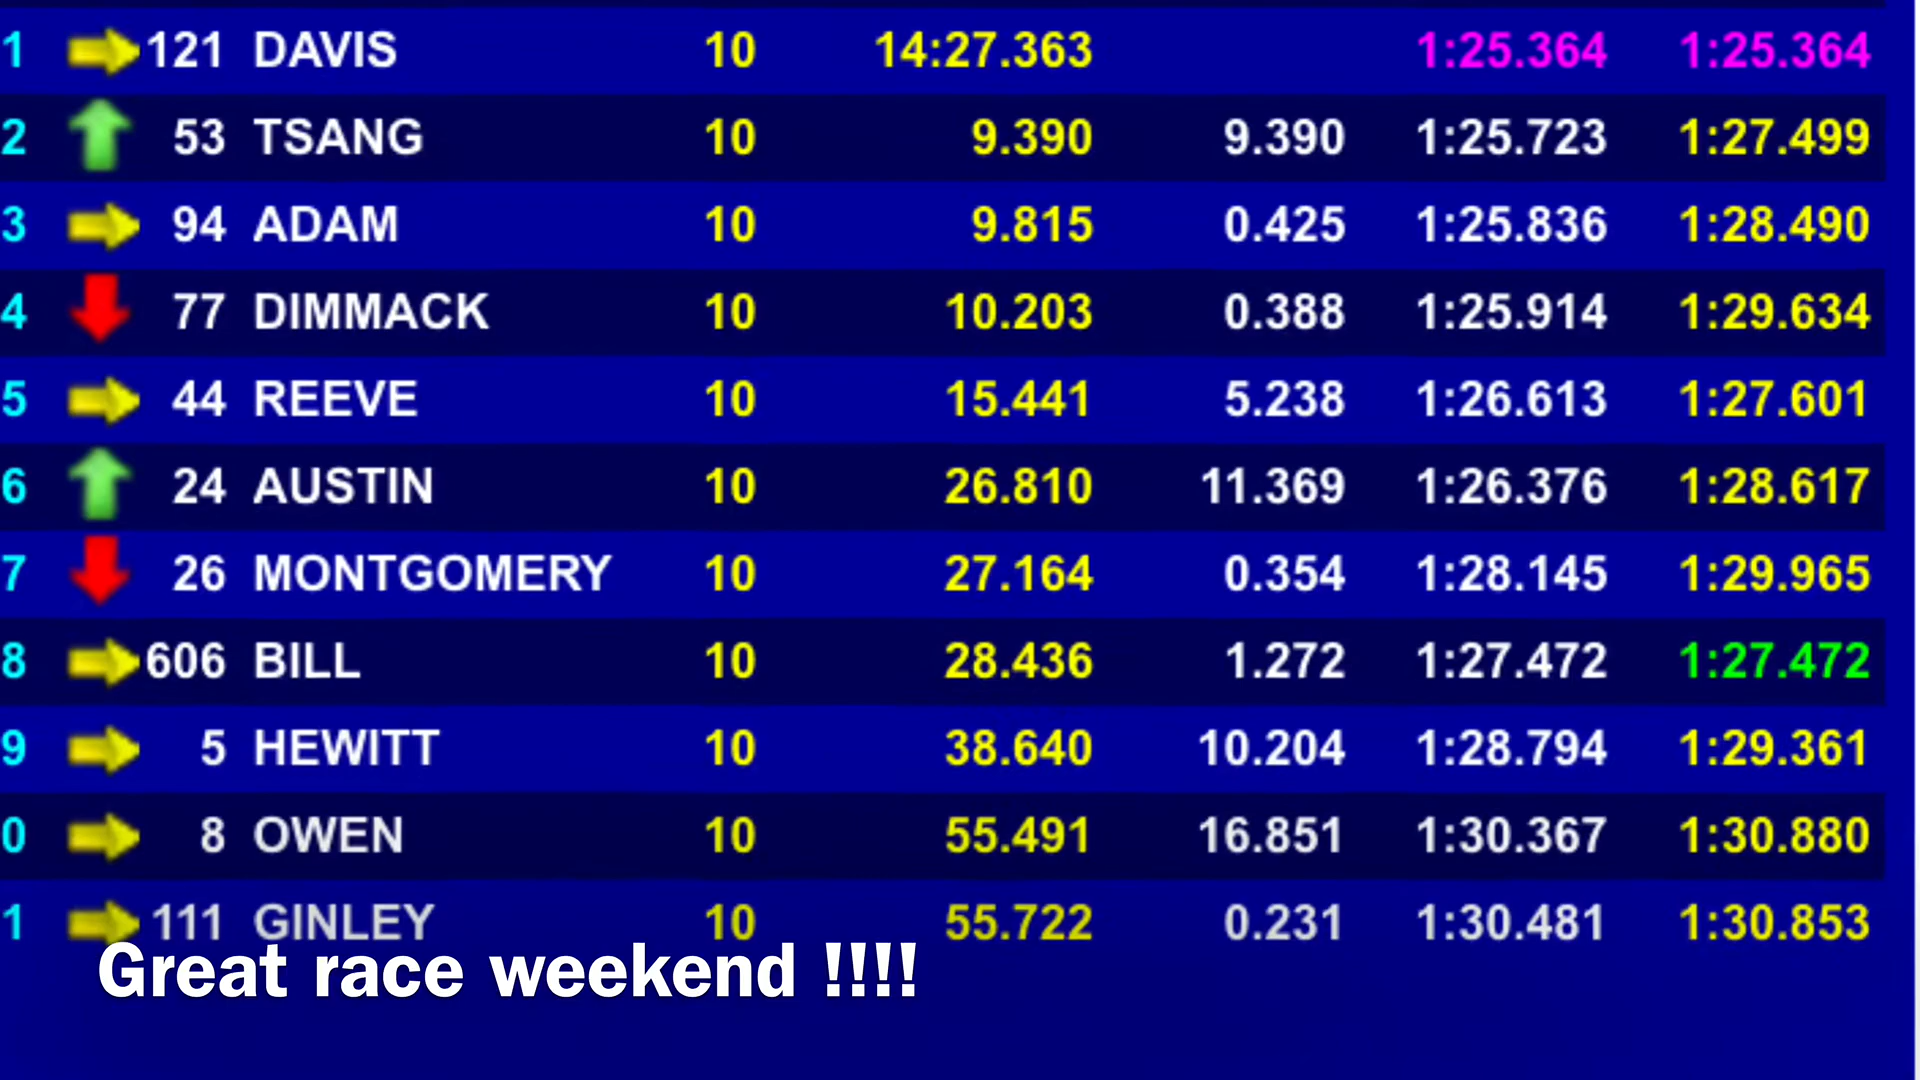 1 121 DAVIS 10 14:27.363 1:25.364 1:25.364
2 53 TSANG 10 9.390 9.390 1:25.723 1:27.499
3 94 ADAM 10 9.815 0.425 1:25.836 1:28.490
4 77 DIMMACK 10 10.203 0.388 1:25.914 1:29.634
5 44 REEVE 10 15.441 5.238 1:26.613 1:27.601
6 24 AUSTIN 10 26.810 11.369 1:26.376 1:28.617
7 26 MONTGOMERY 10 27.164 0.354 1:28.145 1:29.965
8 606 BILL 10 28.436 1.272 1:27.472 1:27.472
9 5 HEWITT 10 38.640 10.204 1:28.794 1:29.361
0 8 OWEN 10 55.491 16.851 1:30.367 1:30.880
1 111 GINLEY 10 55.722 0.231 1:30.481 1:30.853
Great race weekend !!!!